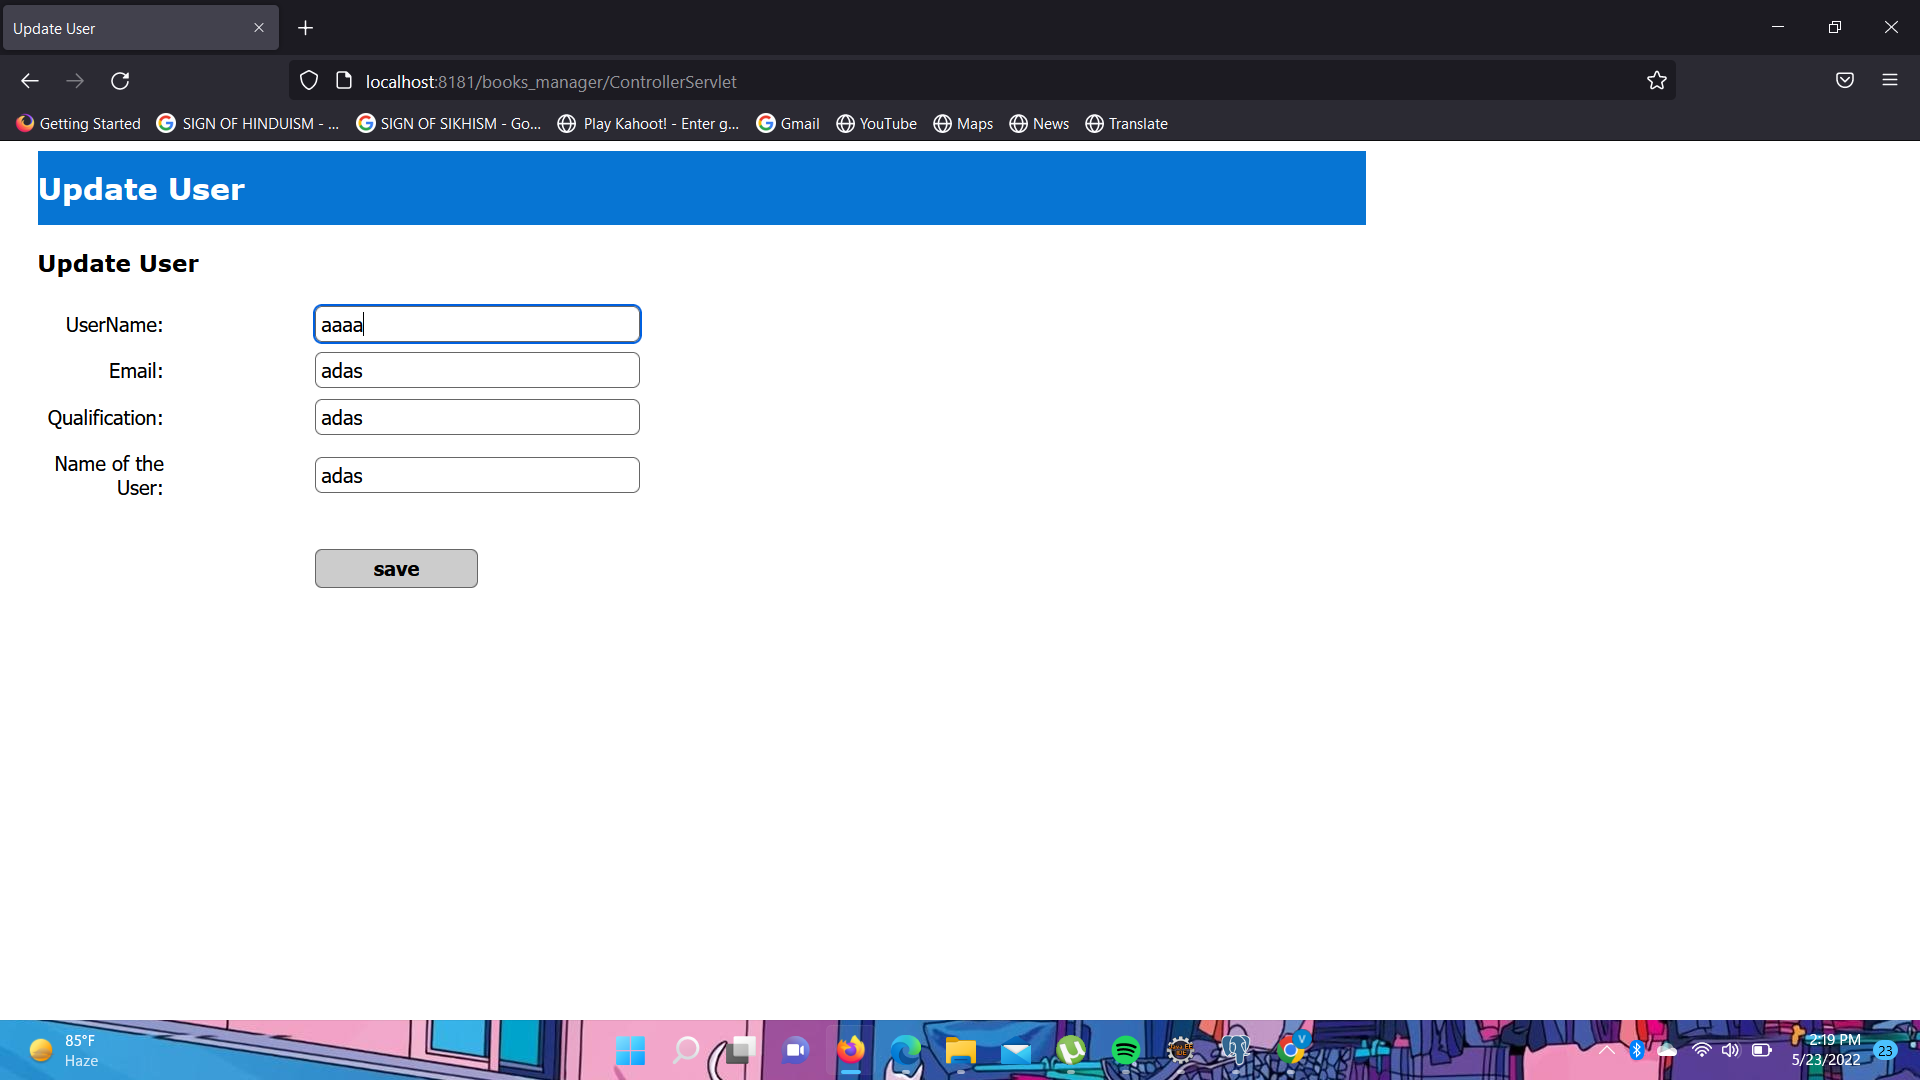 Update User
localhost:8181/books_manager/ControllerServlet
Getting Started
SIGN OF HINDUISM - ...
SIGN OF SIKHISM - Go...
Play Kahoot! - Enter g...
Gmail
YouTube
Maps
News
Translate
Update User
Update User
UserName:
aaaa
Email:
adas
Qualification:
adas
Name of the
User:
adas
save
85°F
Haze
2:19 PM
5/23/2022
23